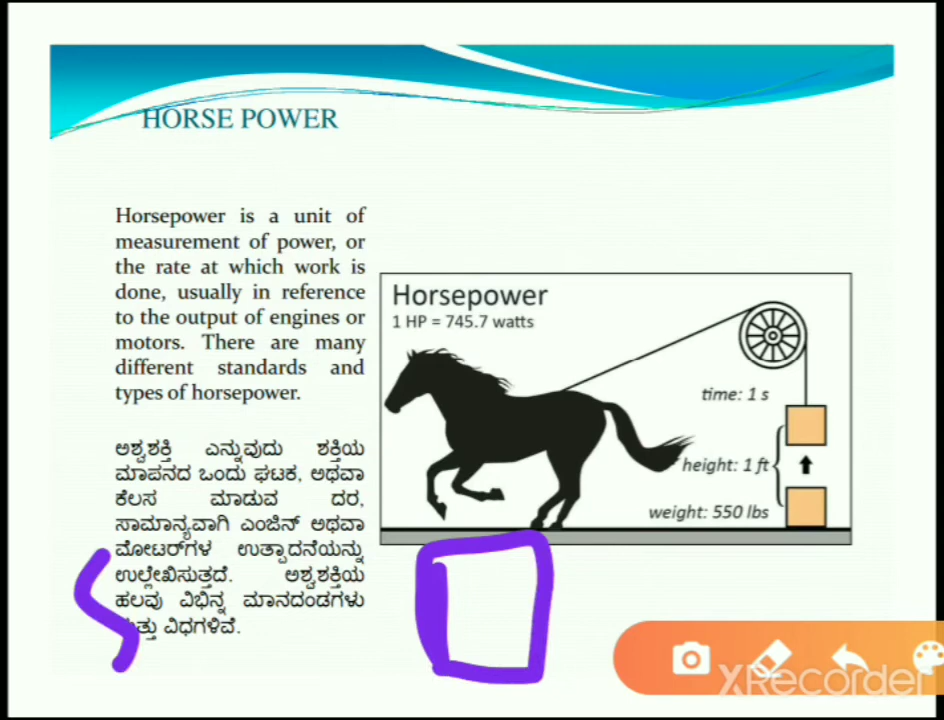 HORSE POWER
Horsepower is a unit of
measurement of power, or
the rate at which work is
done, usually in reference
to the output of engines or
motors. There are many
different standards and
types of horsepower.
ಅಶ್ವಶಕ್ತಿ ಎನ್ನುವುದು ಶಕ್ತಿಯ
ಮಾಪನದ ಒಂದು ಘಟಕ, ಅಥವಾ
ಕೆಲಸ ಮಾಡುವ ದರ,
ಸಾಮಾನ್ಯವಾಗಿ ಎಂಜಿನ್ ಅಥವಾ
ಮೋಟರ್‌ಗಳ ಉತ್ಪಾದನೆಯನ್ನು
ಉಲ್ಲೇಖಿಸುತ್ತದೆ. ಅಶ್ವಶಕ್ತಿಯ
ಹಲವು ವಿಭಿನ್ನ ಮಾನದಂಡಗಳು
ವಿಧಗಳಿವೆ.
Horsepower
1 HP = 745.7 watts
time: 1 s
height: 1 ft
weight: 550 lbs
XRecorder